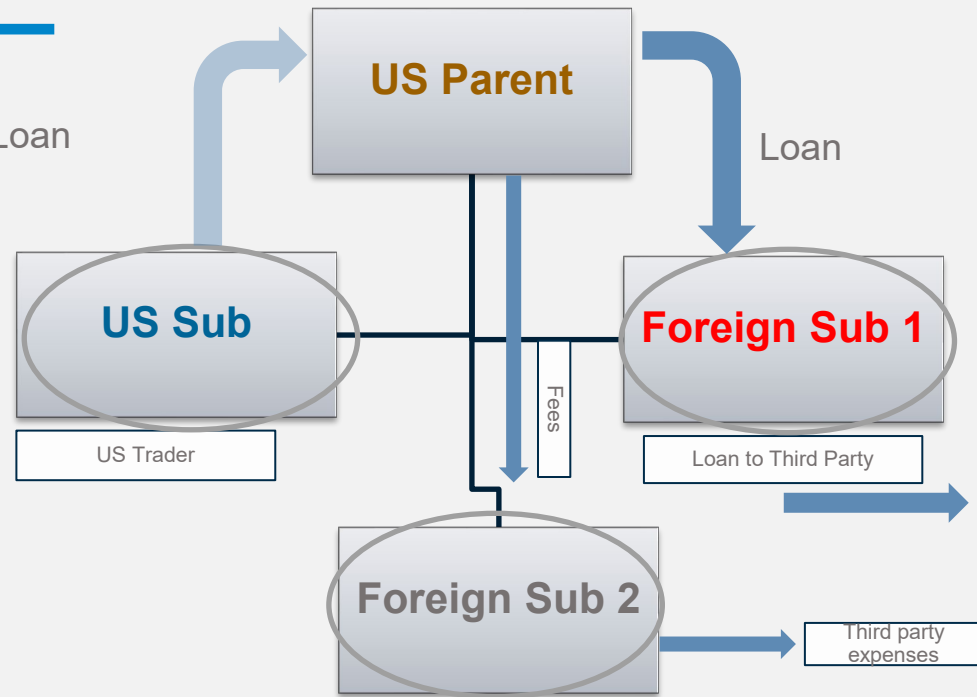 US Parent
Loan
Loan
US Sub
Foreign Sub 1
Fees
US Trader
Loan to Third Party
Foreign Sub 2
Third party
expenses